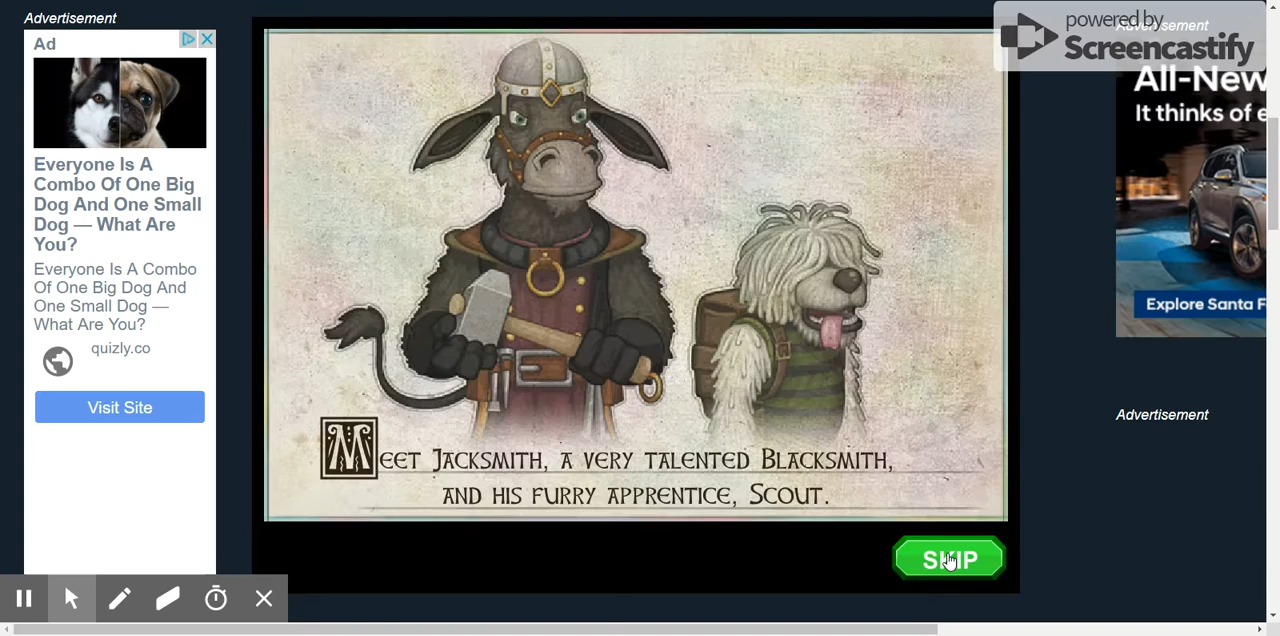 Advertisement
Ad
Everyone Is A
Combo Of One Big
Dog And One Small
Dog — What Are
You?
Everyone Is A Combo
Of One Big Dog And
One Small Dog —
What Are You?
quizly.co
Visit Site
Meet Jacksmith, a very talented Blacksmith,
and his furry apprentice, Scout.
SKIP
powered by
Screencastify
Advertisement
All-New
It thinks of e
Explore Santa F
Advertisement